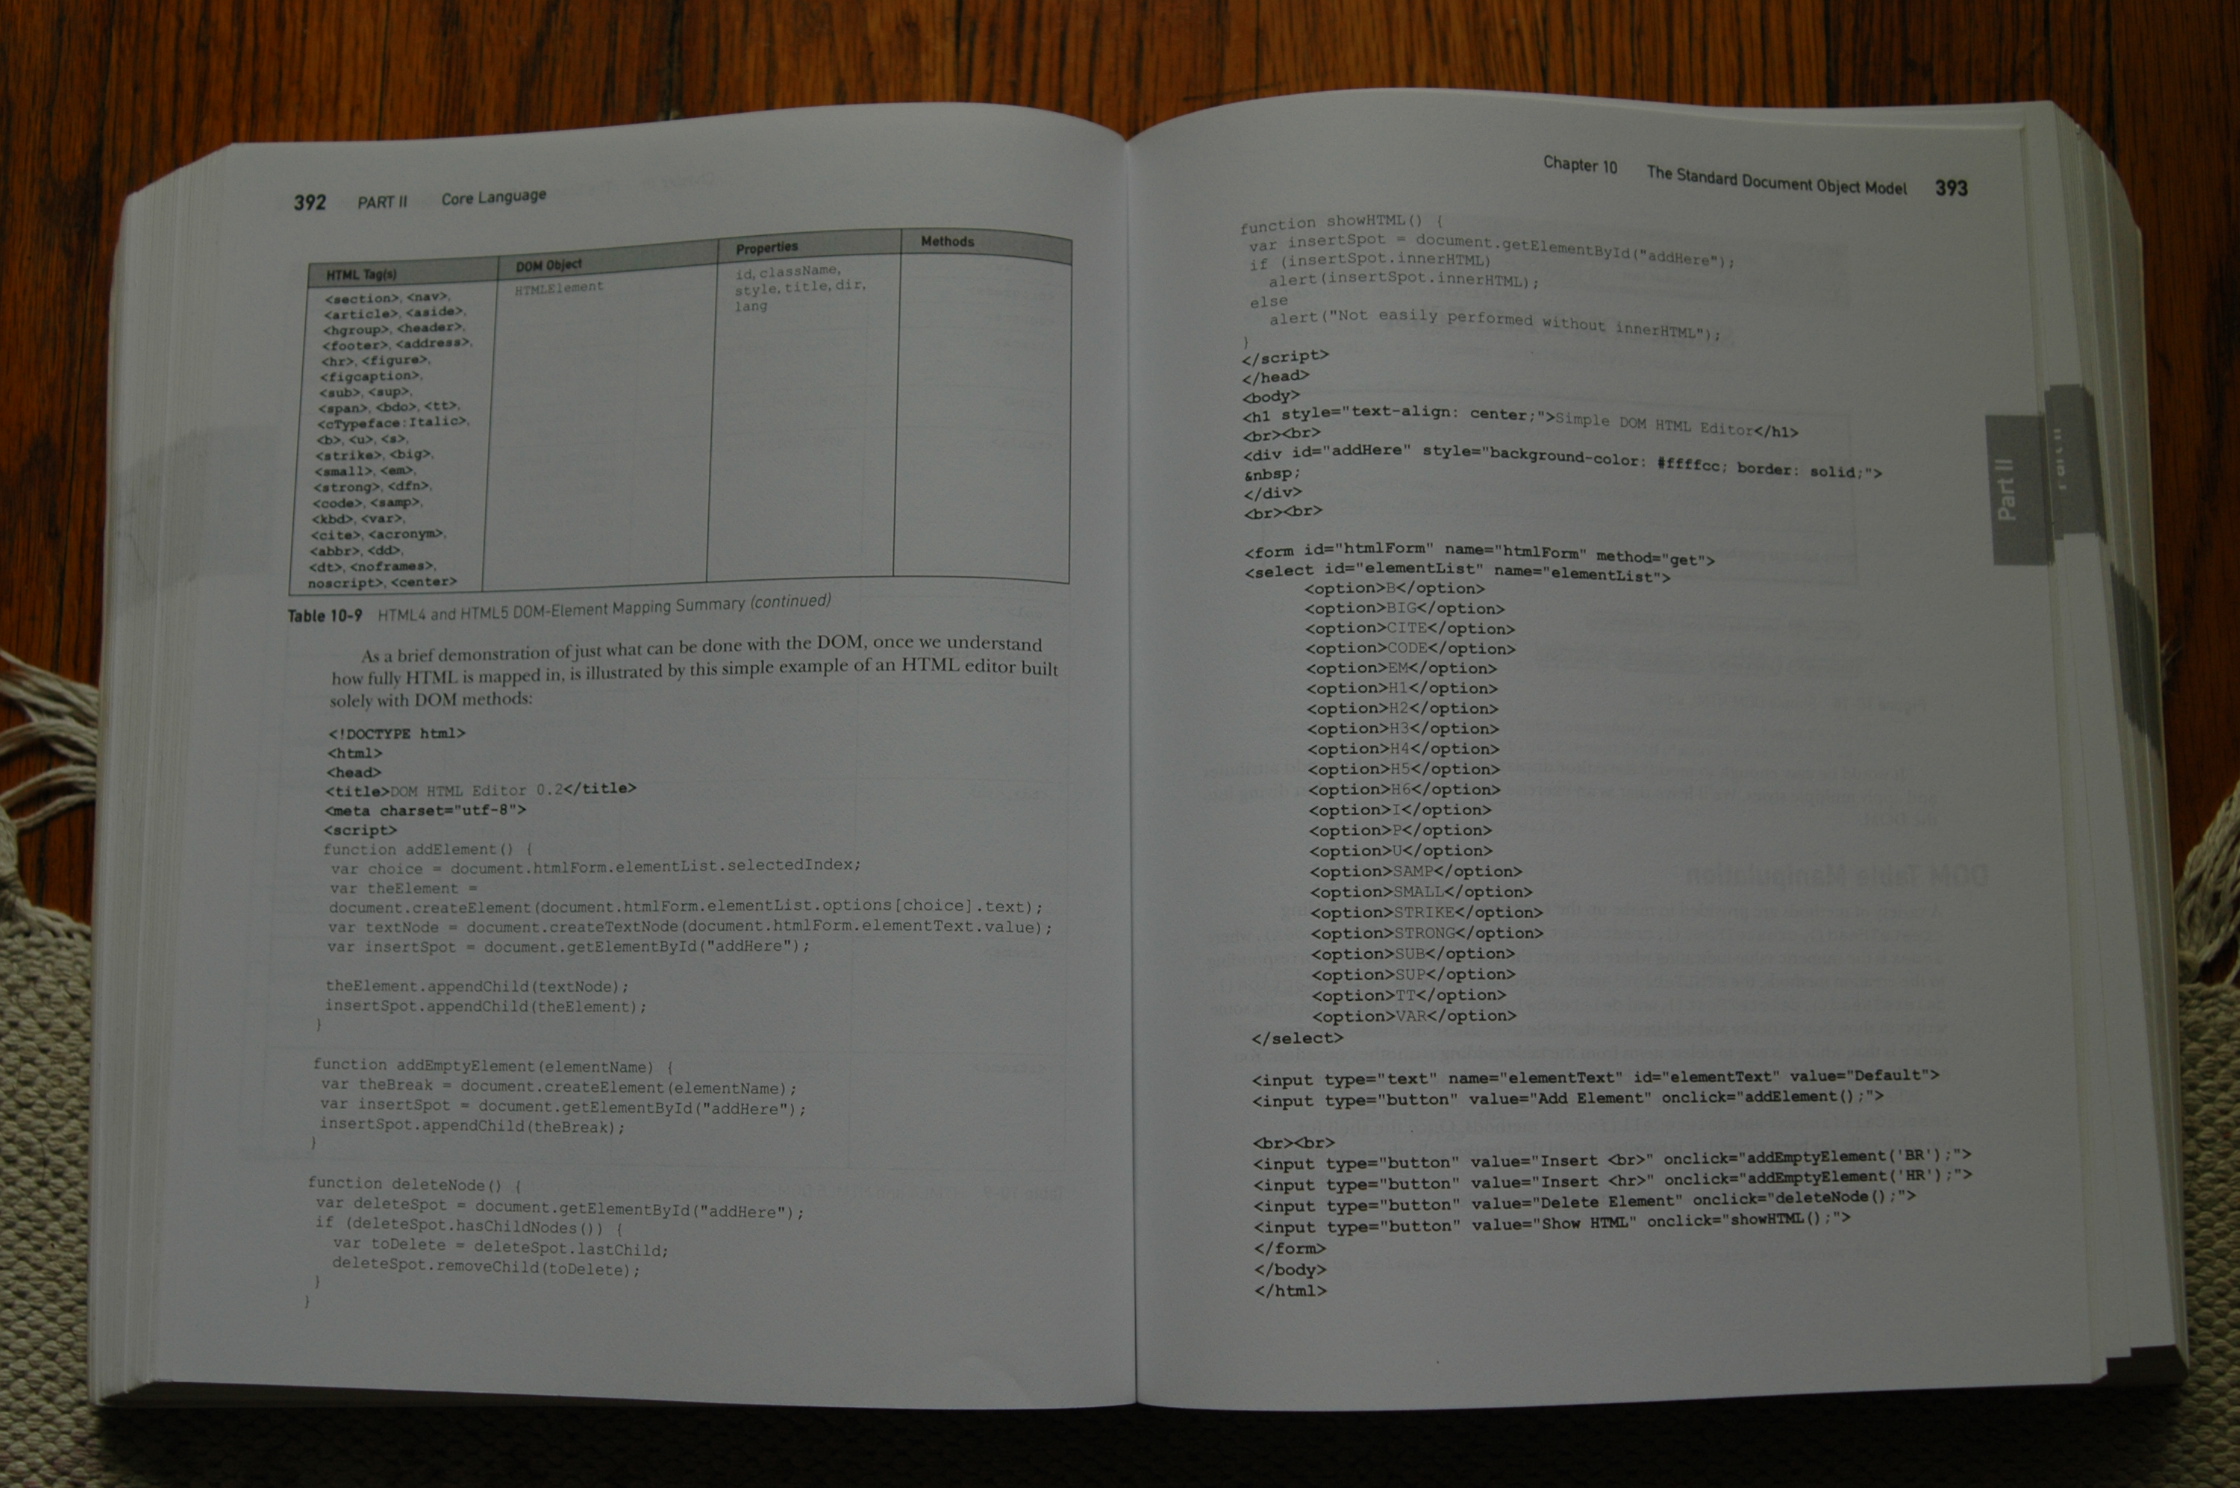 392 PART II Core Language
HTML Tag(s) DOM Object Properties Methods
<section>, <nav>, HTMLElement id, className,
<article>, <aside>, style, title, dir,
<hgroup>, <header>, lang
<footer>, <address>,
<hr>, <figure>,
<figcaption>,
<sub>, <sup>,
<span>, <bdo>, <tt>,
<cTypeface:Italic>,
<b>, <u>, <s>,
<strike>, <big>,
<small>, <em>,
<strong>, <dfn>,
<code>, <samp>,
<kbd>, <var>,
<cite>, <acronym>,
<abbr>, <dd>,
<dt>, <noframes>,
noscript>, <center>
Table 10-9 HTML4 and HTML5 DOM-Element Mapping Summary (continued)
As a brief demonstration of just what can be done with the DOM, once we understand
how fully HTML is mapped in, is illustrated by this simple example of an HTML editor built
solely with DOM methods:
<!DOCTYPE html>
<html>
<head>
<title>DOM HTML Editor 0.2</title>
<meta charset="utf-8">
<script>
function addElement() {
var choice = document.htmlForm.elementList.selectedIndex;
var theElement =
document.createElement(document.htmlForm.elementList.options[choice].text);
var textNode = document.createTextNode(document.htmlForm.elementText.value);
var insertSpot = document.getElementById("addHere");
theElement.appendChild(textNode);
insertSpot.appendChild(theElement);
}
function addEmptyElement(elementName) {
var theBreak = document.createElement(elementName);
var insertSpot = document.getElementById("addHere");
insertSpot.appendChild(theBreak);
}
function deleteNode() {
var deleteSpot = document.getElementById("addHere");
if (deleteSpot.hasChildNodes()) {
var toDelete = deleteSpot.lastChild;
deleteSpot.removeChild(toDelete);
}
}
Chapter 10 The Standard Document Object Model 393
function showHTML() {
var insertSpot = document.getElementById("addHere");
if (insertSpot.innerHTML)
alert(insertSpot.innerHTML);
else
alert("Not easily performed without innerHTML");
}
</script>
</head>
<body>
<h1 style="text-align: center;">Simple DOM HTML Editor</h1>
<br><br>
<div id="addHere" style="background-color: #ffffcc; border: solid;">
&nbsp;
</div>
<br><br>
<form id="htmlForm" name="htmlForm" method="get">
<select id="elementList" name="elementList">
<option>B</option>
<option>BIG</option>
<option>CITE</option>
<option>CODE</option>
<option>EM</option>
<option>H1</option>
<option>H2</option>
<option>H3</option>
<option>H4</option>
<option>H5</option>
<option>H6</option>
<option>I</option>
<option>P</option>
<option>U</option>
<option>SAMP</option>
<option>SMALL</option>
<option>STRIKE</option>
<option>STRONG</option>
<option>SUB</option>
<option>SUP</option>
<option>TT</option>
<option>VAR</option>
</select>
<input type="text" name="elementText" id="elementText" value="Default">
<input type="button" value="Add Element" onclick="addElement();">
<br><br>
<input type="button" value="Insert <br>" onclick="addEmptyElement('BR');">
<input type="button" value="Insert <hr>" onclick="addEmptyElement('HR');">
<input type="button" value="Delete Element" onclick="deleteNode();">
<input type="button" value="Show HTML" onclick="showHTML();">
</form>
</body>
</html>
Part II